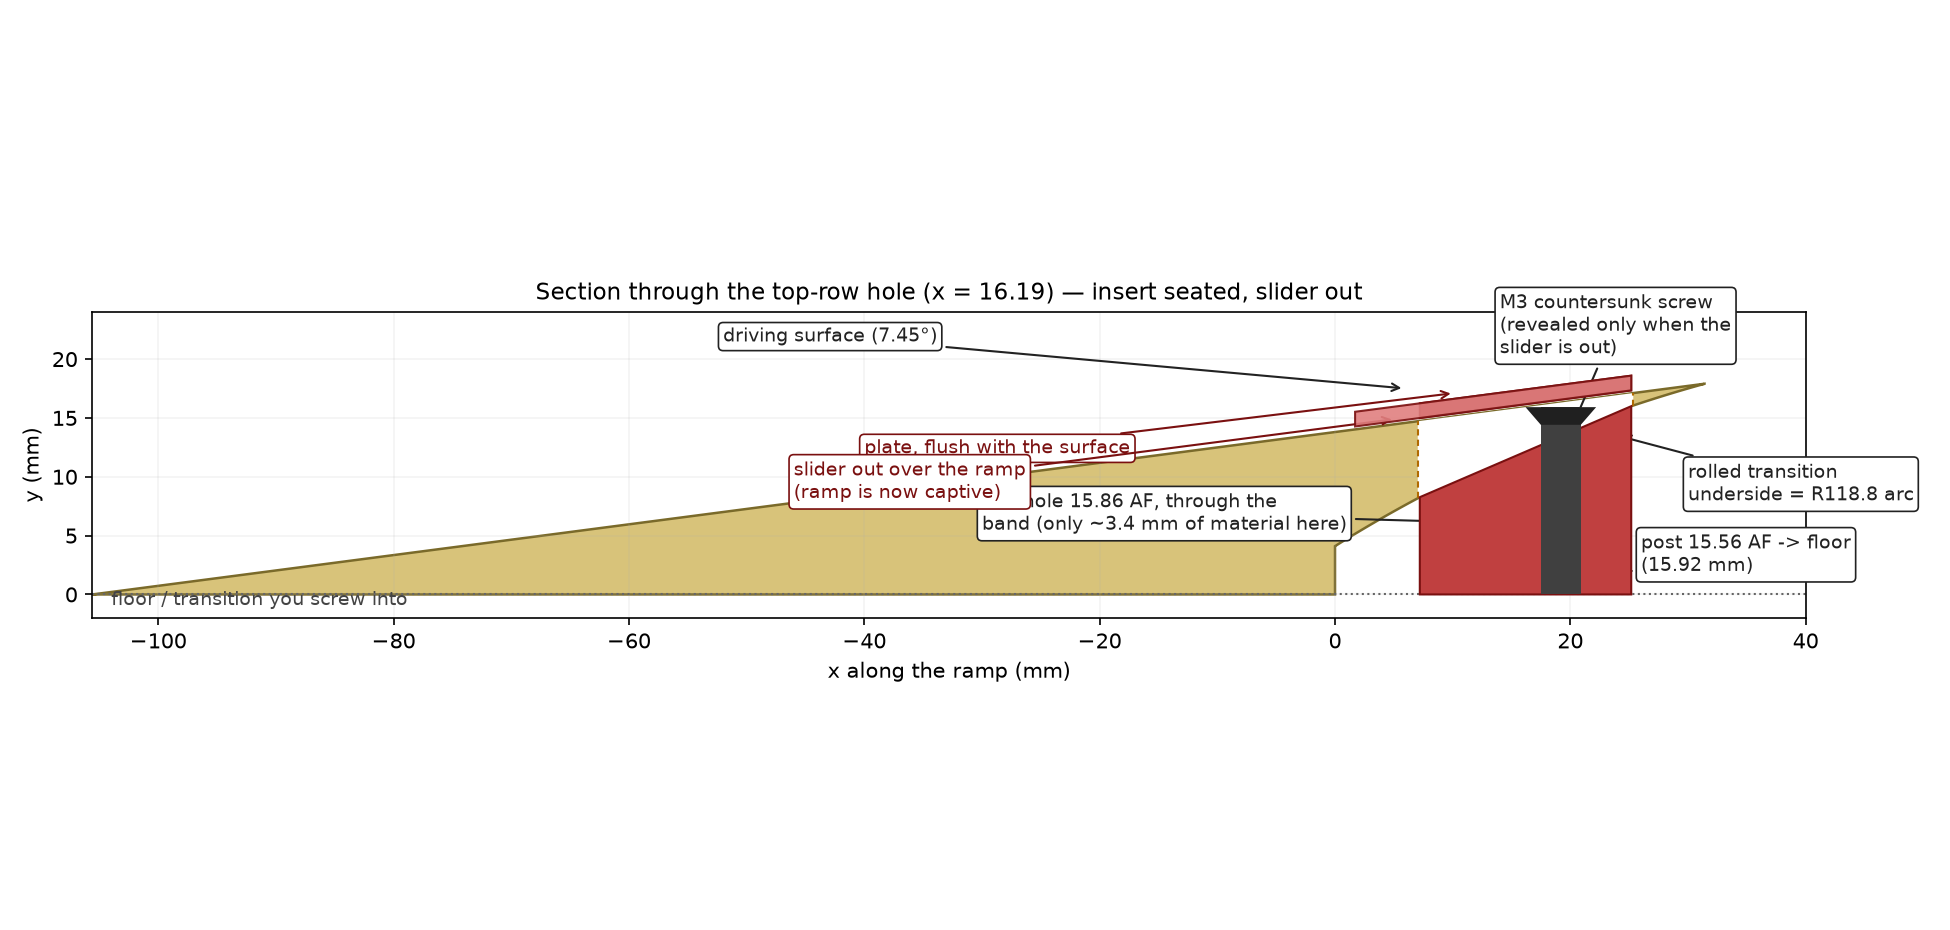 Section through the top-row hole (x = 16.19) — insert seated, slider out
M3 countersunk screw
(revealed only when the
slider is out)
driving surface (7.45°)
plate, flush with the surface
slider out over the ramp
(ramp is now captive)
hole 15.86 AF, through the
band (only ~3.4 mm of material here)
rolled transition
underside = R118.8 arc
post 15.56 AF -> floor
(15.92 mm)
floor / transition you screw into
y (mm)
20
15
10
5
0
−100
−80
−60
−40
−20
0
20
40
x along the ramp (mm)